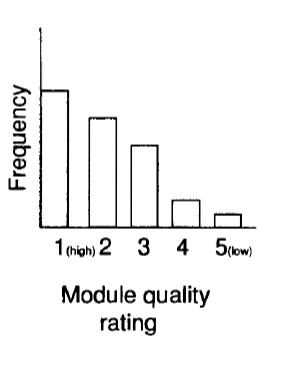 Frequency
1(high) 2 3 4 5(low)
Module quality
rating